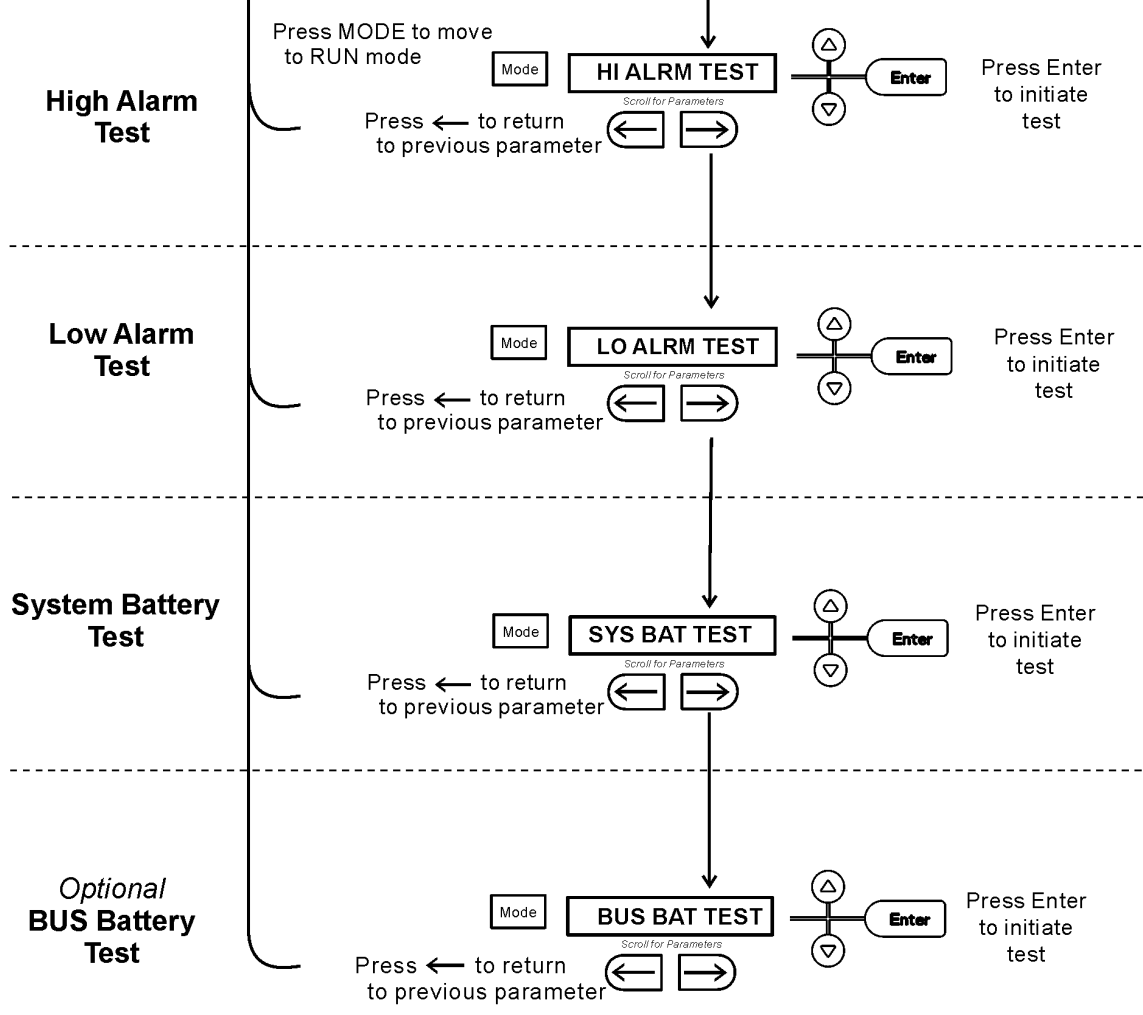 Press MODE to move
to RUN mode
High Alarm
Test
Mode
HI ALRM TEST
Enter
Press Enter
to initiate
test
Scroll for Parameters
Press ← to return
to previous parameter
Low Alarm
Test
Mode
LO ALRM TEST
Enter
Press Enter
to initiate
test
Scroll for Parameters
Press ← to return
to previous parameter
System Battery
Test
Mode
SYS BAT TEST
Enter
Press Enter
to initiate
test
Scroll for Parameters
Press ← to return
to previous parameter
Optional
BUS Battery
Test
Mode
BUS BAT TEST
Enter
Press Enter
to initiate
test
Scroll for Parameters
Press ← to return
to previous parameter